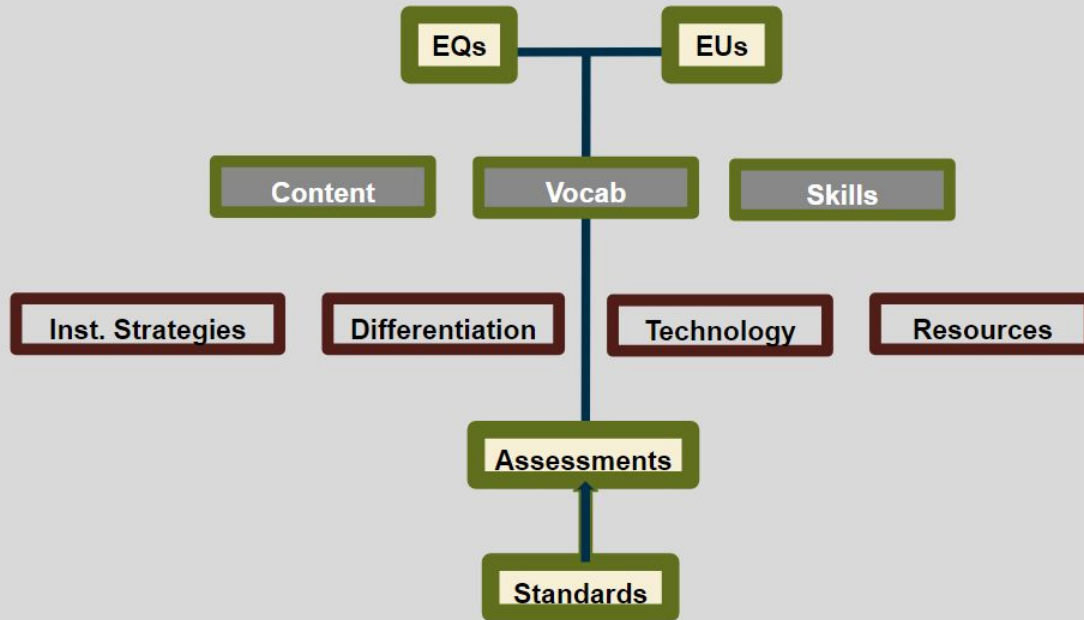 EQs
EUs
Content
Vocab
Skills
Inst. Strategies
Differentiation
Technology
Resources
Assessments
Standards